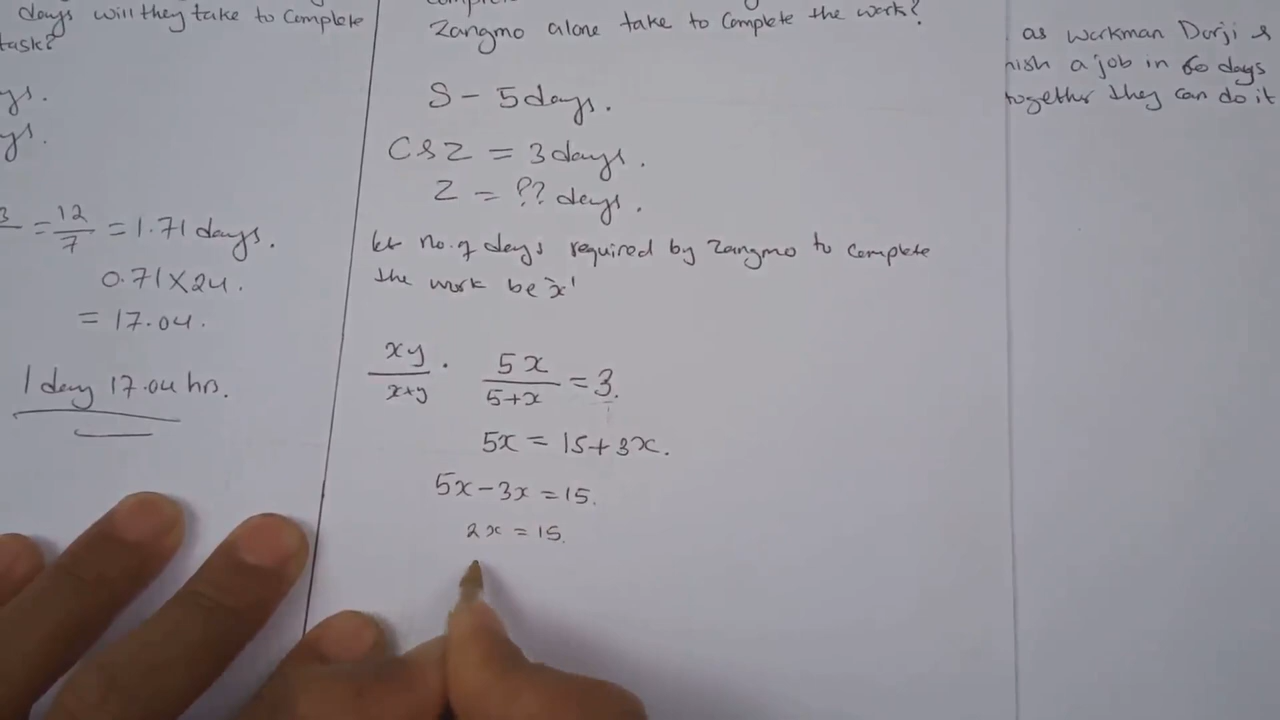 days will they take to complete
task?
ys.
ys.
3/ = 12/7 = 1.71 days.
0.71 X 24.
= 17.04.
1 day 17.04 hrs.
Zangmo alone take to complete the work?
S - 5 days.
C & Z = 3 days.
Z = ?? days.
let no. of days required by Zangmo to complete
the work be 'x'
xy/x+y . 5x/5+x = 3.
5x = 15 + 3x.
5x - 3x = 15.
2x = 15.
as workman Dorji &
nish a job in 60 days
together they can do it